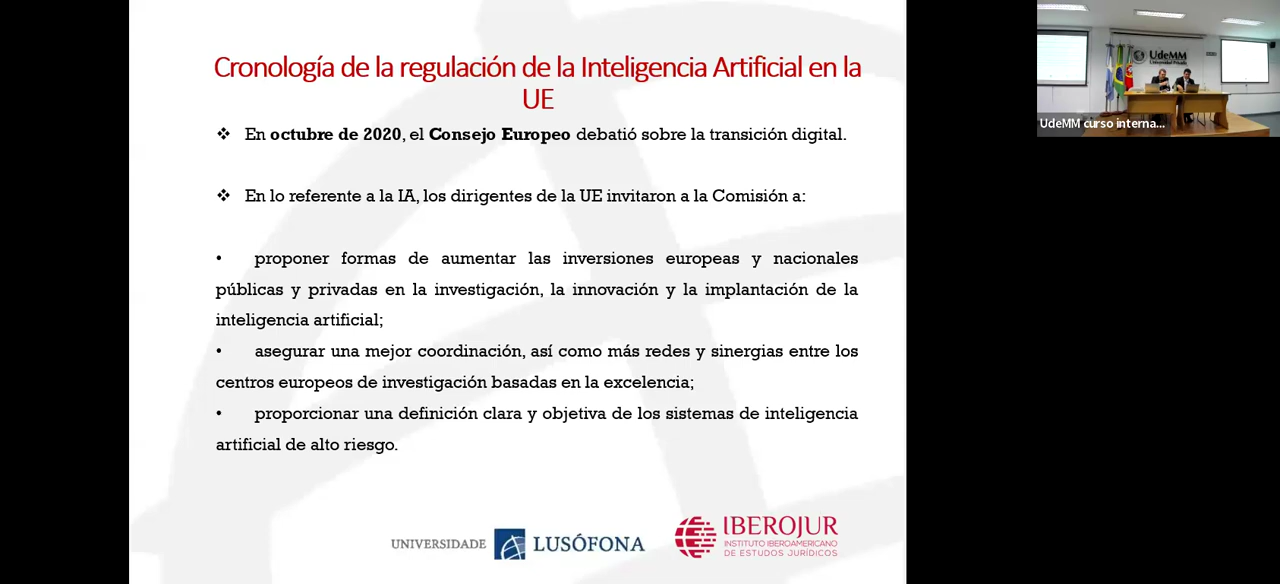 Cronología de la regulación de la Inteligencia Artificial en la
UE
❖ En octubre de 2020, el Consejo Europeo debatió sobre la transición digital.
❖ En lo referente a la IA, los dirigentes de la UE invitaron a la Comisión a:
• proponer formas de aumentar las inversiones europeas y nacionales
públicas y privadas en la investigación, la innovación y la implantación de la
inteligencia artificial;
• asegurar una mejor coordinación, así como más redes y sinergias entre los
centros europeos de investigación basadas en la excelencia;
• proporcionar una definición clara y objetiva de los sistemas de inteligencia
artificial de alto riesgo.
UNIVERSIDADE LUSÓFONA
IBEROJUR
INSTITUTO IBEROAMERICANO
DE ESTUDOS JURÍDICOS
UdeMM
Universidad Privada
UdeMM curso interna...